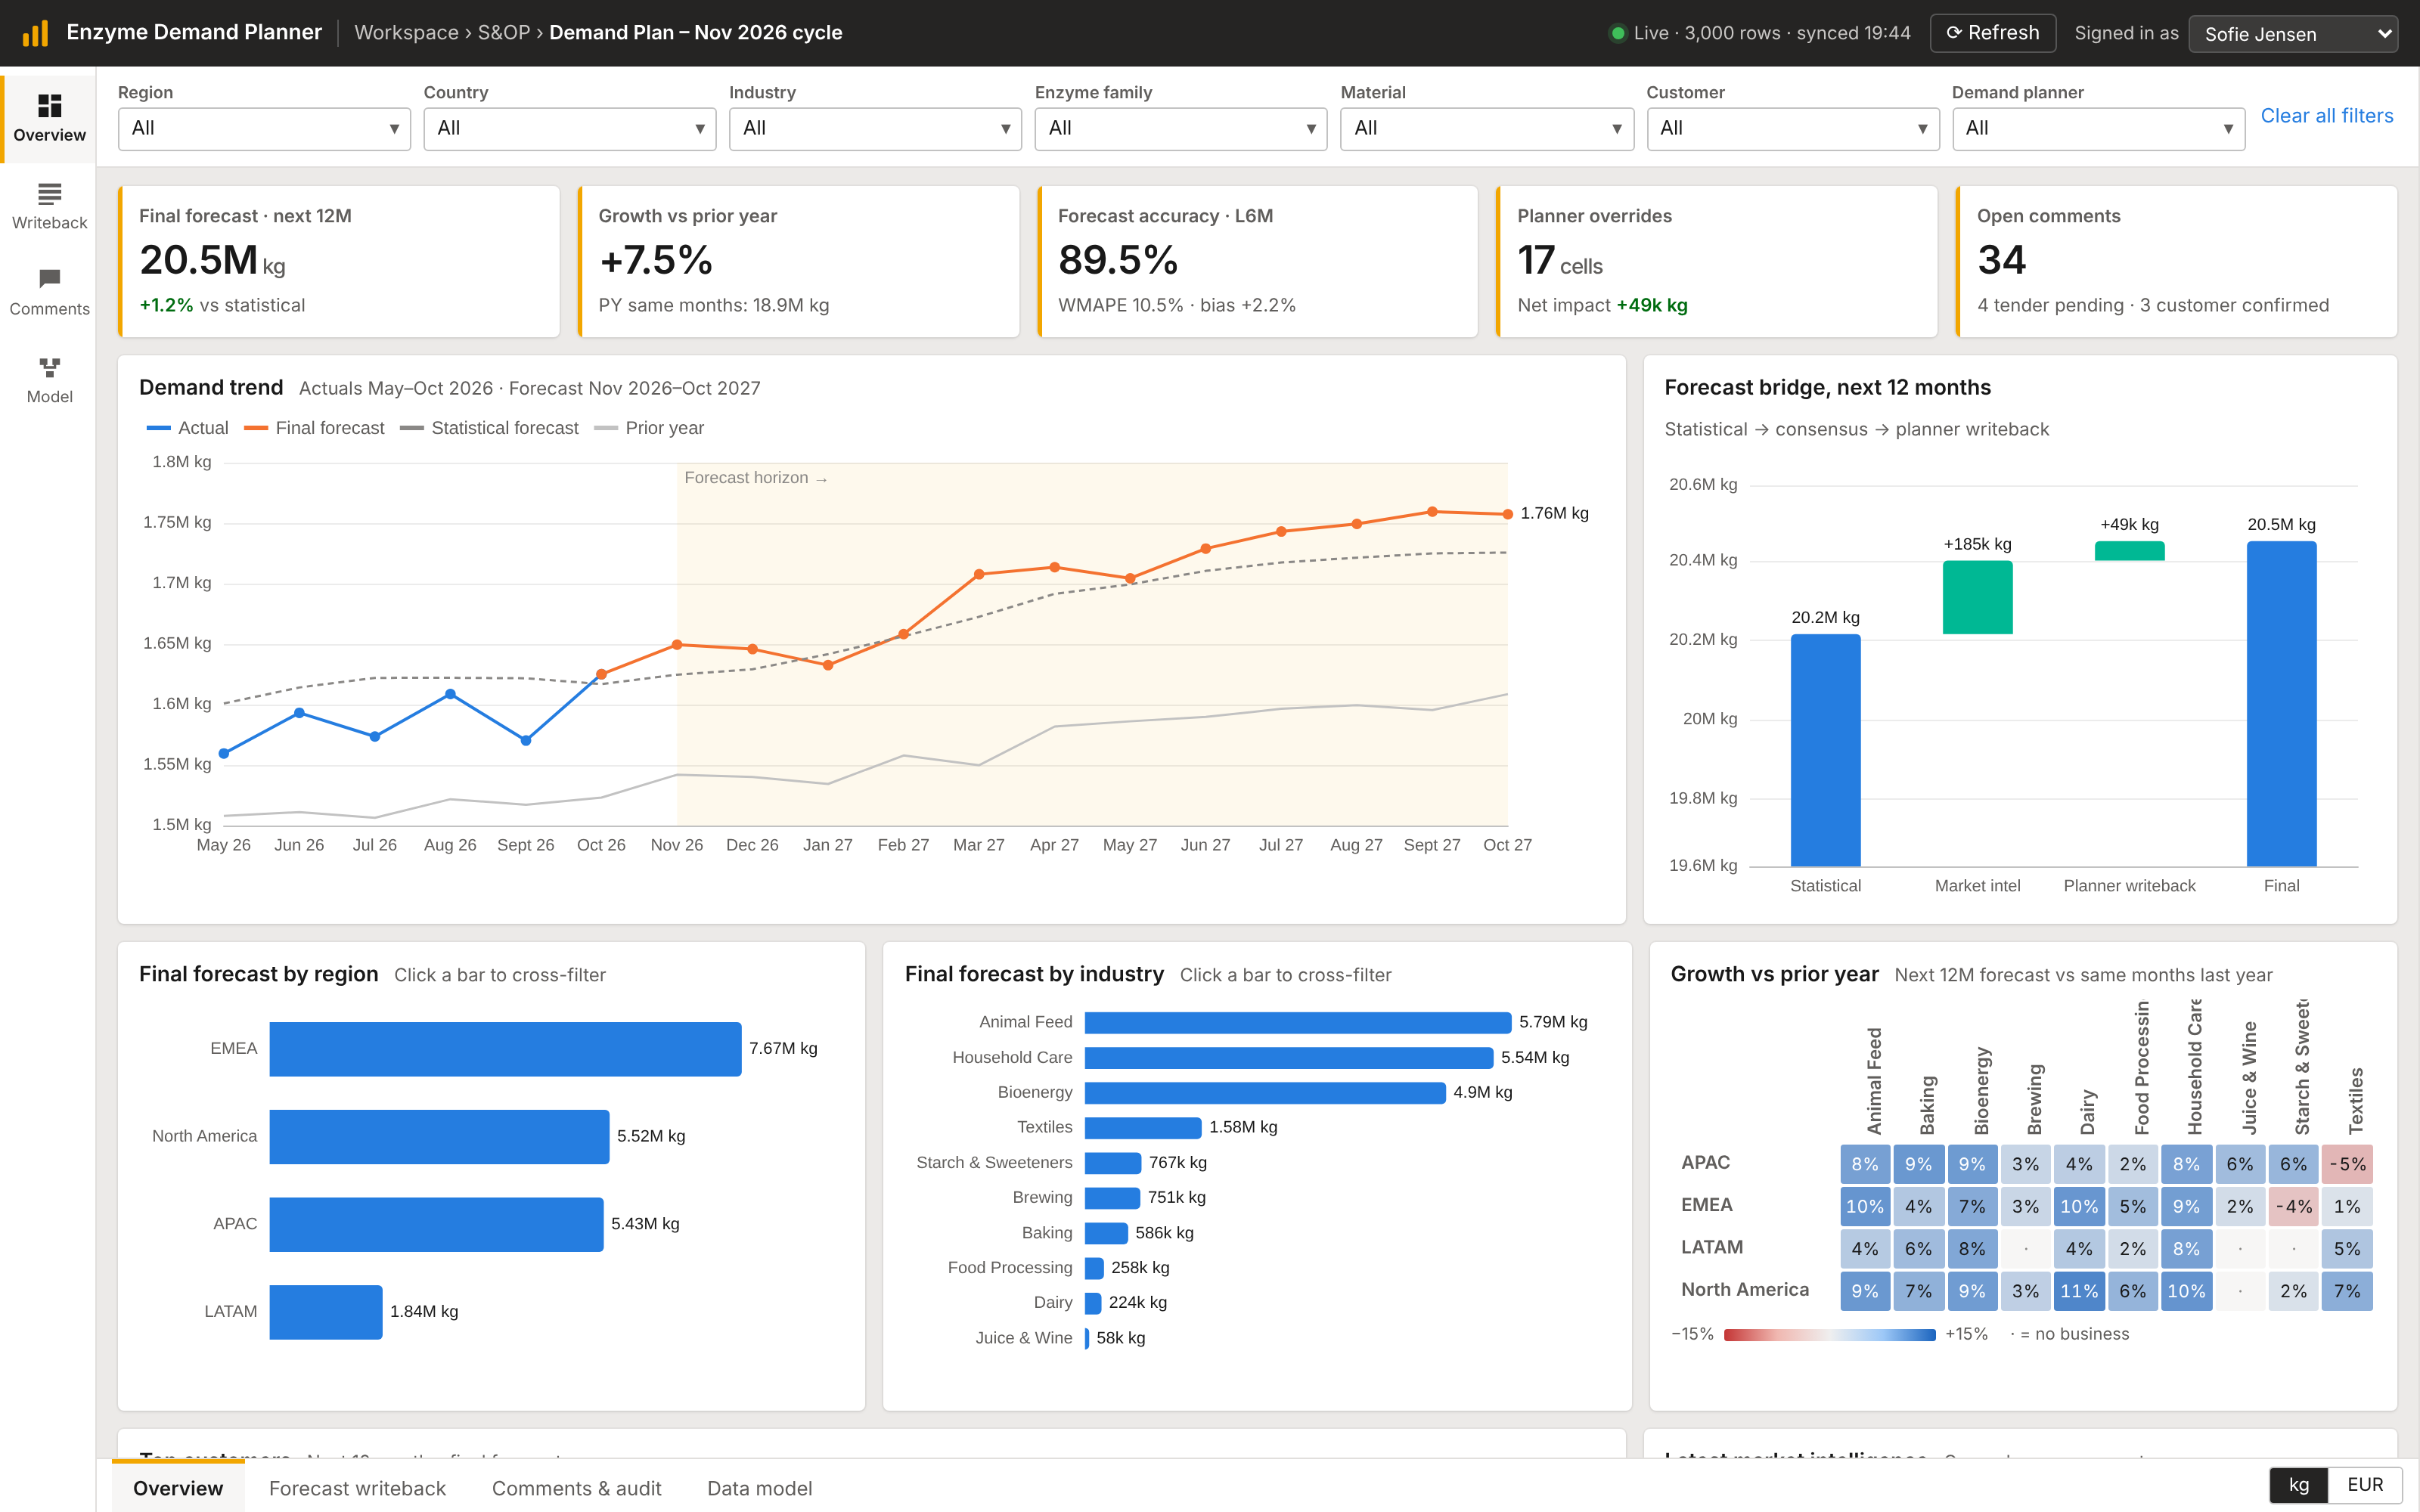 Enzyme Demand Planner
Workspace › S&OP › Demand Plan – Nov 2026 cycle
Live · 3,000 rows · synced 19:44
⟳ Refresh
Signed in as
Sofie Jensen
Overview
Writeback
Comments
Model
Region
All
Country
All
Industry
All
Enzyme family
All
Material
All
Customer
All
Demand planner
All
Clear all filters
Final forecast · next 12M
20.5M kg
+1.2% vs statistical
Growth vs prior year
+7.5%
PY same months: 18.9M kg
Forecast accuracy · L6M
89.5%
WMAPE 10.5% · bias +2.2%
Planner overrides
17 cells
Net impact +49k kg
Open comments
34
4 tender pending · 3 customer confirmed
Demand trend Actuals May–Oct 2026 · Forecast Nov 2026–Oct 2027
Actual Final forecast Statistical forecast Prior year
1.8M kg
1.75M kg
1.7M kg
1.65M kg
1.6M kg
1.55M kg
1.5M kg
Forecast horizon →
1.76M kg
May 26 Jun 26 Jul 26 Aug 26 Sept 26 Oct 26 Nov 26 Dec 26 Jan 27 Feb 27 Mar 27 Apr 27 May 27 Jun 27 Jul 27 Aug 27 Sept 27 Oct 27
Forecast bridge, next 12 months
Statistical → consensus → planner writeback
20.6M kg
20.4M kg
20.2M kg
20M kg
19.8M kg
19.6M kg
20.2M kg
+185k kg
+49k kg
20.5M kg
Statistical Market intel Planner writeback Final
Final forecast by region Click a bar to cross-filter
EMEA 7.67M kg
North America 5.52M kg
APAC 5.43M kg
LATAM 1.84M kg
Final forecast by industry Click a bar to cross-filter
Animal Feed 5.79M kg
Household Care 5.54M kg
Bioenergy 4.9M kg
Textiles 1.58M kg
Starch & Sweeteners 767k kg
Brewing 751k kg
Baking 586k kg
Food Processing 258k kg
Dairy 224k kg
Juice & Wine 58k kg
Growth vs prior year Next 12M forecast vs same months last year
Animal Feed
Baking
Bioenergy
Brewing
Dairy
Food Processin
Household Care
Juice & Wine
Starch & Sweet
Textiles
APAC 8% 9% 9% 3% 4% 2% 8% 6% 6% -5%
EMEA 10% 4% 7% 3% 10% 5% 9% 2% -4% 1%
LATAM 4% 6% 8% · 4% 2% 8% · · 5%
North America 9% 7% 9% 3% 11% 6% 10% · 2% 7%
−15% +15% · = no business
Overview
Forecast writeback
Comments & audit
Data model
kg EUR